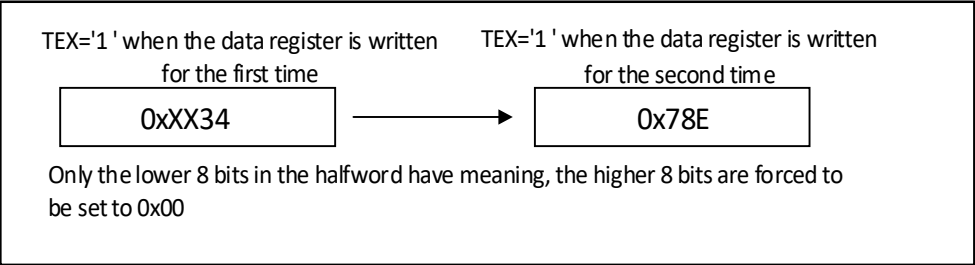 TEX='1 ' when the data register is written
for the first time
TEX='1 ' when the data register is written
for the second time
0xXX34
0x78E
Only the lower 8 bits in the halfword have meaning, the higher 8 bits are forced to
be set to 0x00